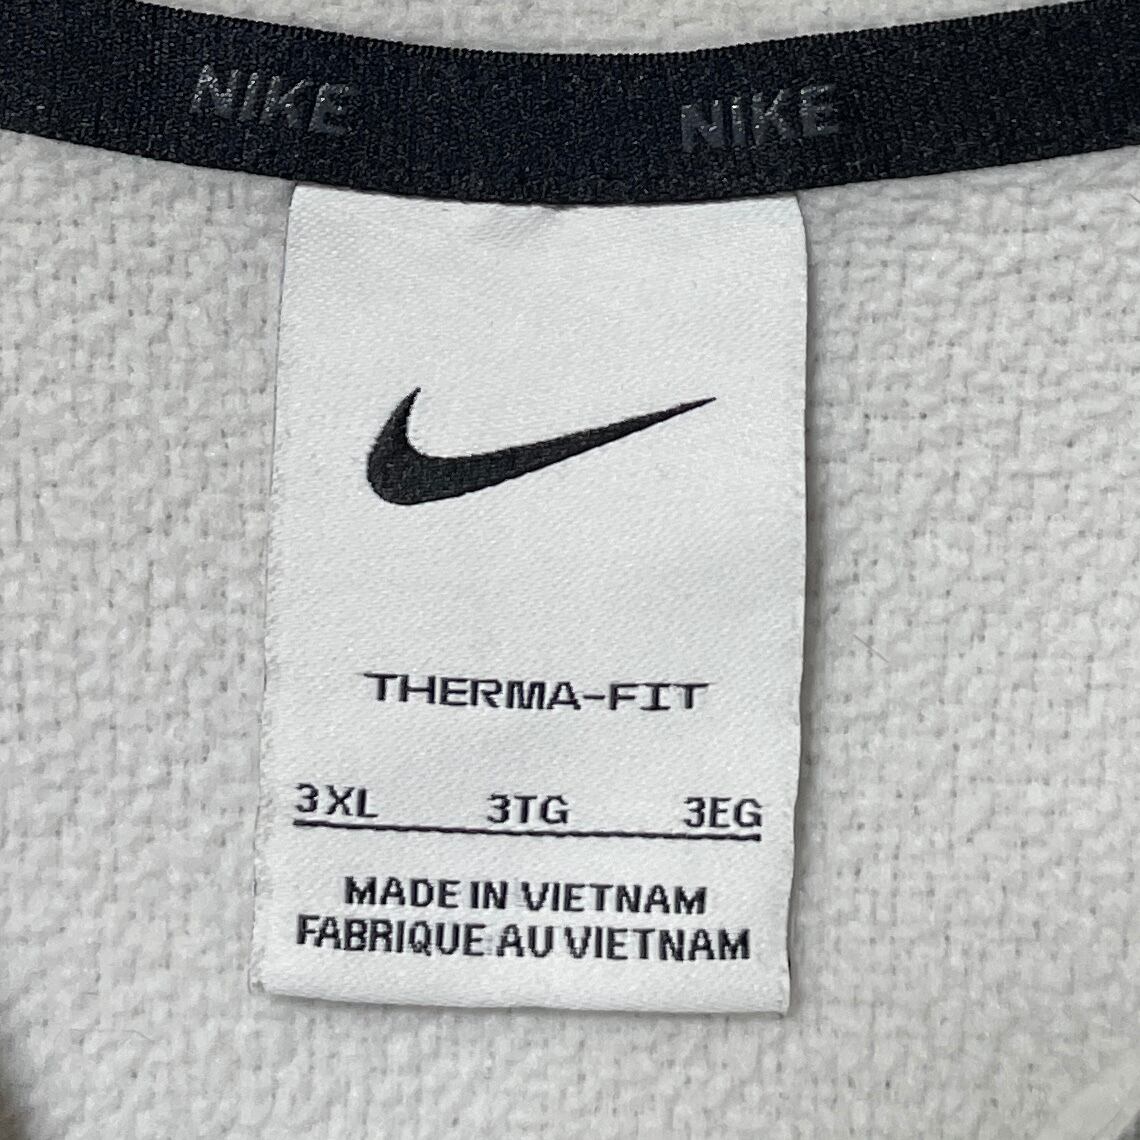 NIKE NIKE
THERMA-FIT
3XL 3TG 3EG
MADE IN VIETNAM
FABRIQUE AU VIETNAM